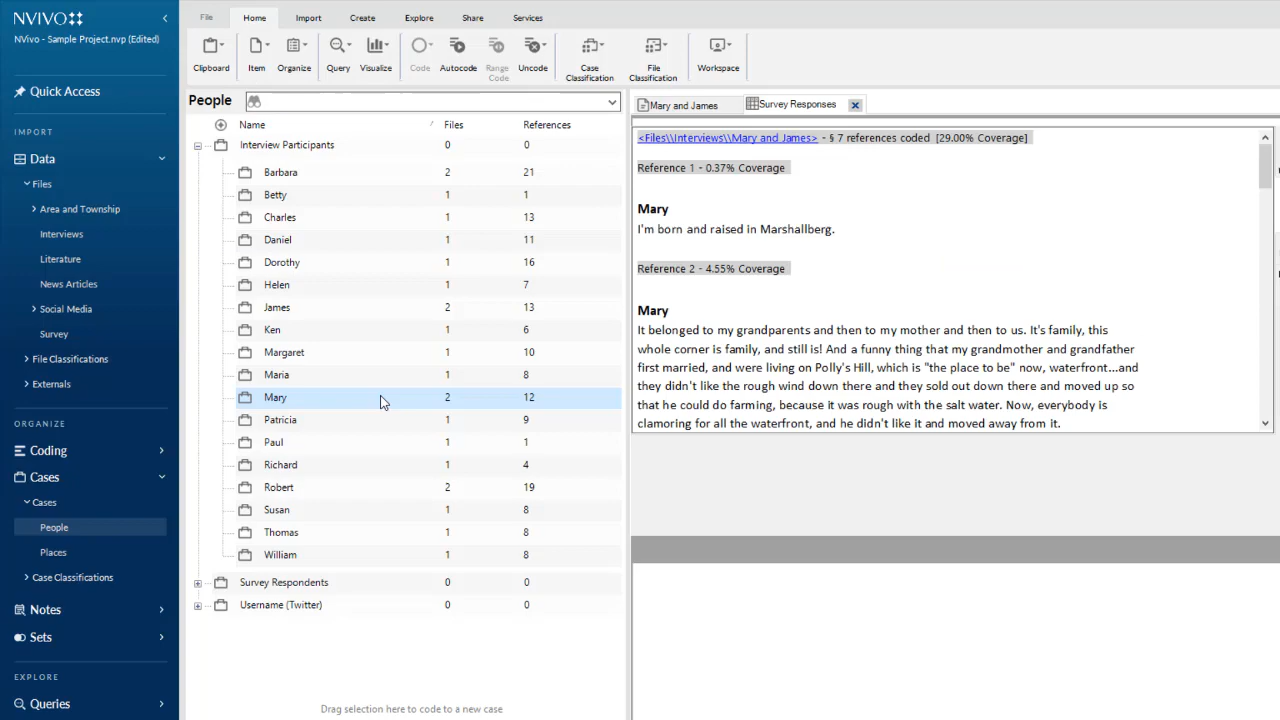 NVIVO
NVivo - Sample Project.nvp (Edited)
Quick Access
IMPORT
Data
Files
Area and Township
Interviews
Literature
News Articles
Social Media
Survey
File Classifications
Externals
ORGANIZE
Coding
Cases
Cases
People
Places
Case Classifications
Notes
Sets
EXPLORE
Queries
File Home Import Create Explore Share Services
Clipboard Item Organize Query Visualize Code Autocode Range Code Uncode Case Classification File Classification Workspace
People
Name Files References
Interview Participants 0 0
Barbara 2 21
Betty 1 1
Charles 1 13
Daniel 1 11
Dorothy 1 16
Helen 1 7
James 2 13
Ken 1 6
Margaret 1 10
Maria 1 8
Mary 2 12
Patricia 1 9
Paul 1 1
Richard 1 4
Robert 2 19
Susan 1 8
Thomas 1 8
William 1 8
Survey Respondents 0 0
Username (Twitter) 0 0
Drag selection here to code to a new case
Mary and James Survey Responses
<Files\\Interviews\\Mary and James> - § 7 references coded [29.00% Coverage]
Reference 1 - 0.37% Coverage
Mary
I'm born and raised in Marshallberg.
Reference 2 - 4.55% Coverage
Mary
It belonged to my grandparents and then to my mother and then to us. It's family, this
whole corner is family, and still is! And a funny thing that my grandmother and grandfather
first married, and were living on Polly's Hill, which is "the place to be" now, waterfront...and
they didn't like the rough wind down there and they sold out down there and moved up so
that he could do farming, because it was rough with the salt water. Now, everybody is
clamoring for all the waterfront, and he didn't like it and moved away from it.